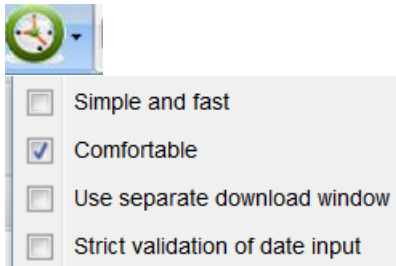 Simple and fast
Comfortable
Use separate download window
Strict validation of date input